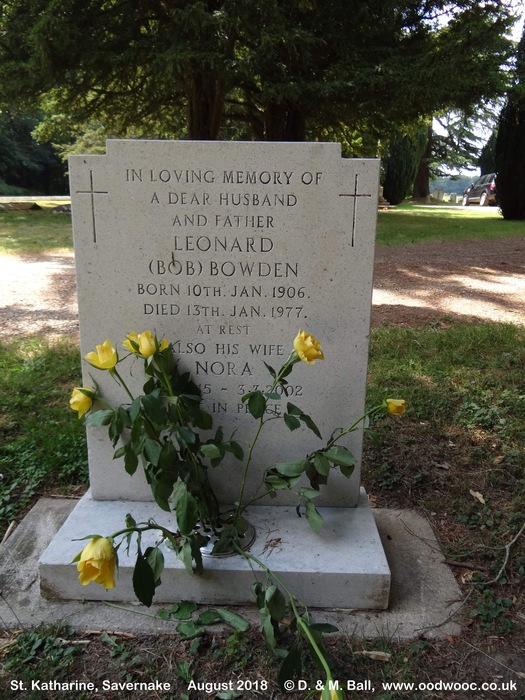 IN LOVING MEMORY OF
A DEAR HUSBAND
AND FATHER
LEONARD
(BOB) BOWDEN
BORN 10TH. JAN. 1906.
DIED 13TH. JAN. 1977.
AT REST
ALSO HIS WIFE
NORA
15 - 3.3.2002
IN PEACE
St. Katharine, Savernake August 2018 © D. & M. Ball, www.oodwooc.co.uk